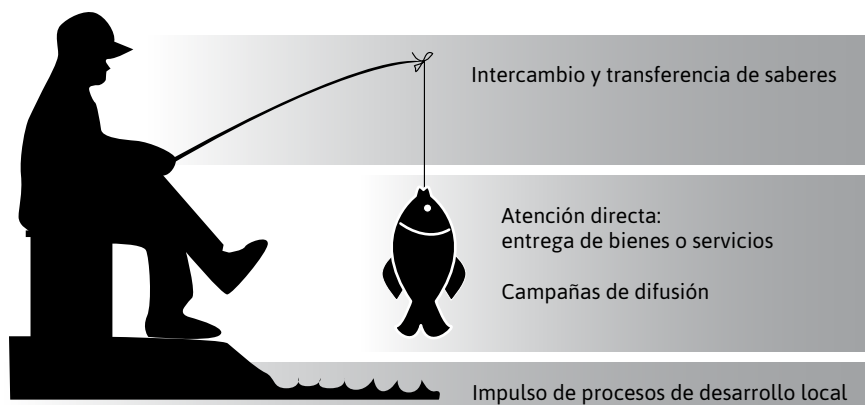 Intercambio y transferencia de saberes
Atención directa:
entrega de bienes o servicios
Campañas de difusión
Impulso de procesos de desarrollo local